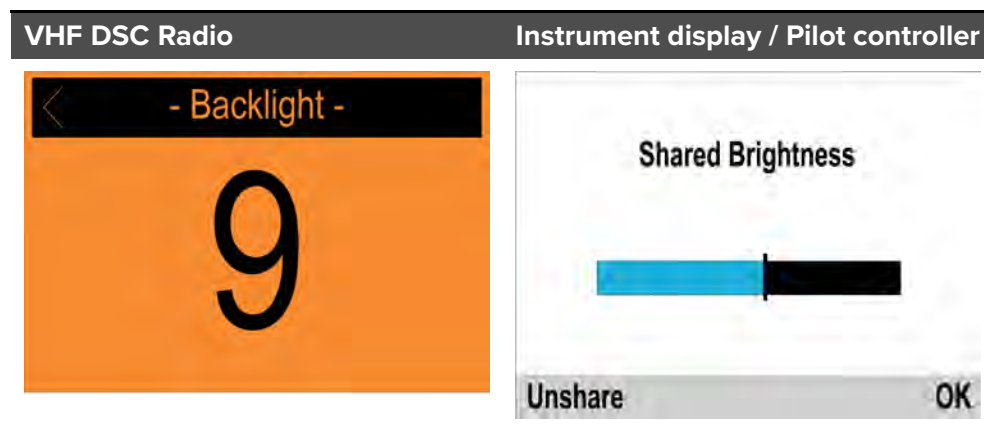 VHF DSC Radio
Instrument display / Pilot controller
- Backlight -
9
Shared Brightness
Unshare
OK